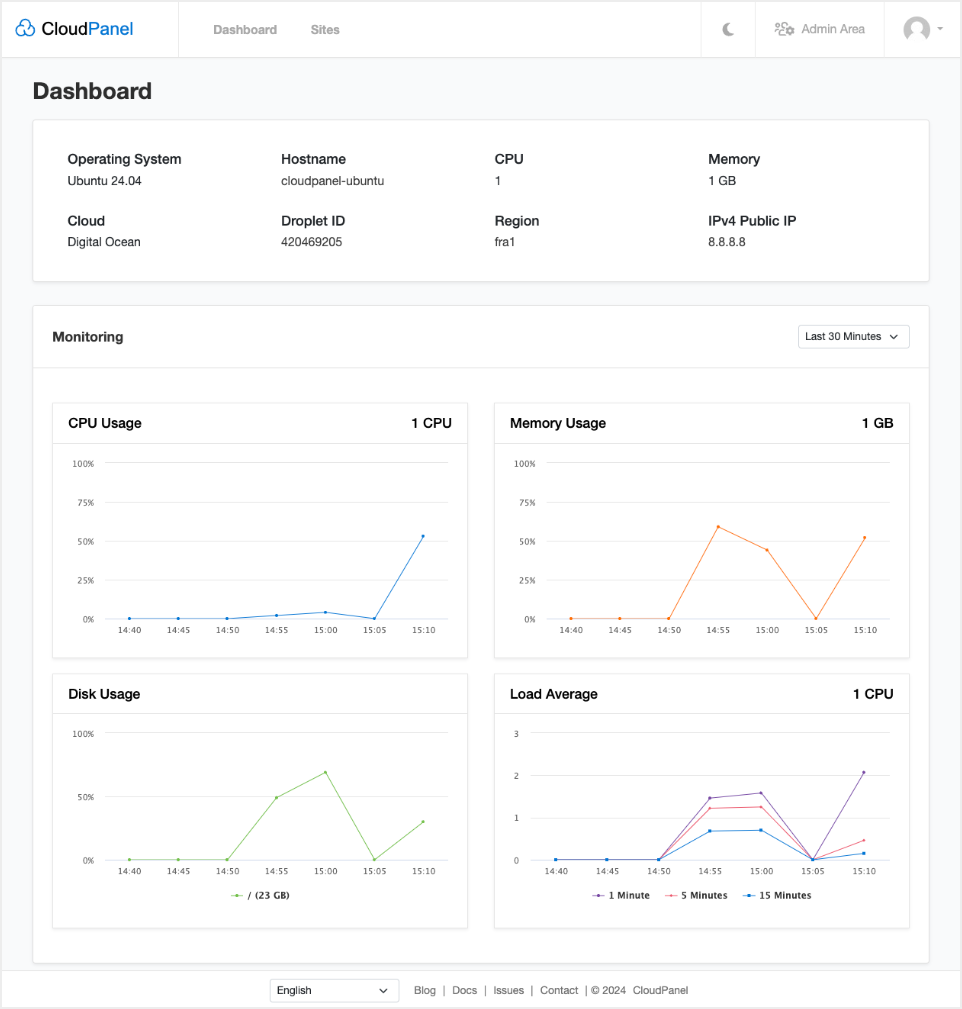 CloudPanel Dashboard Sites Admin Area
Dashboard
Operating System Hostname CPU Memory
Ubuntu 24.04 cloudpanel-ubuntu 1 1 GB
Cloud Droplet ID Region IPv4 Public IP
Digital Ocean 420469205 fra1 8.8.8.8
Monitoring Last 30 Minutes
CPU Usage 1 CPU
100%
75%
50%
25%
0%
14:40 14:45 14:50 14:55 15:00 15:05 15:10
Memory Usage 1 GB
100%
75%
50%
25%
0%
14:40 14:45 14:50 14:55 15:00 15:05 15:10
Disk Usage
100%
50%
0%
14:40 14:45 14:50 14:55 15:00 15:05 15:10
/ (23 GB)
Load Average 1 CPU
3
2
1
0
14:40 14:45 14:50 14:55 15:00 15:05 15:10
1 Minute 5 Minutes 15 Minutes
English Blog | Docs | Issues | Contact | © 2024 CloudPanel